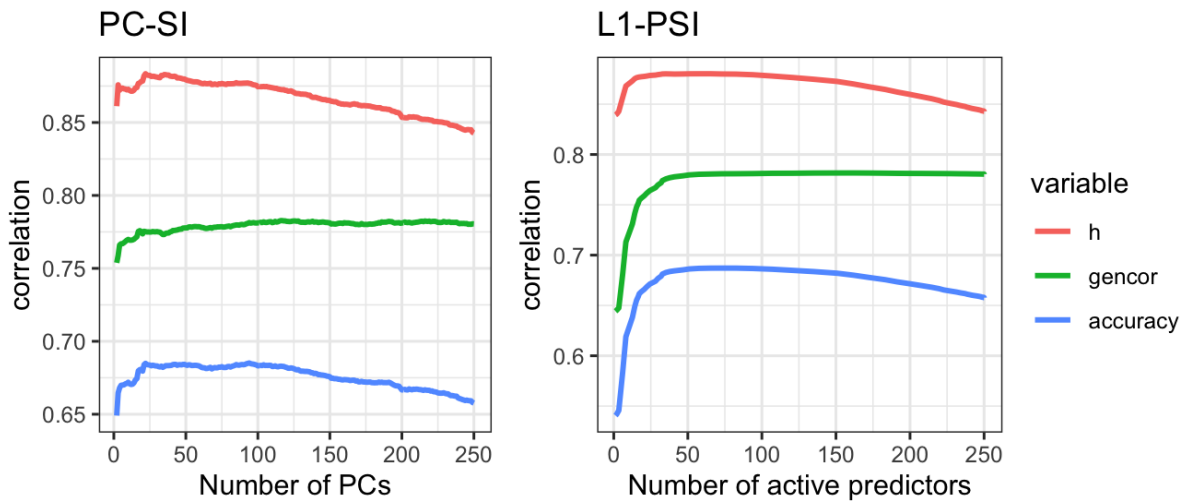 PC-SI
correlation
0.85
0.80
0.75
0.70
0.65
0 50 100 150 200 250
Number of PCs
L1-PSI
correlation
0.8
0.7
0.6
0 50 100 150 200 250
Number of active predictors
variable
h
gencor
accuracy